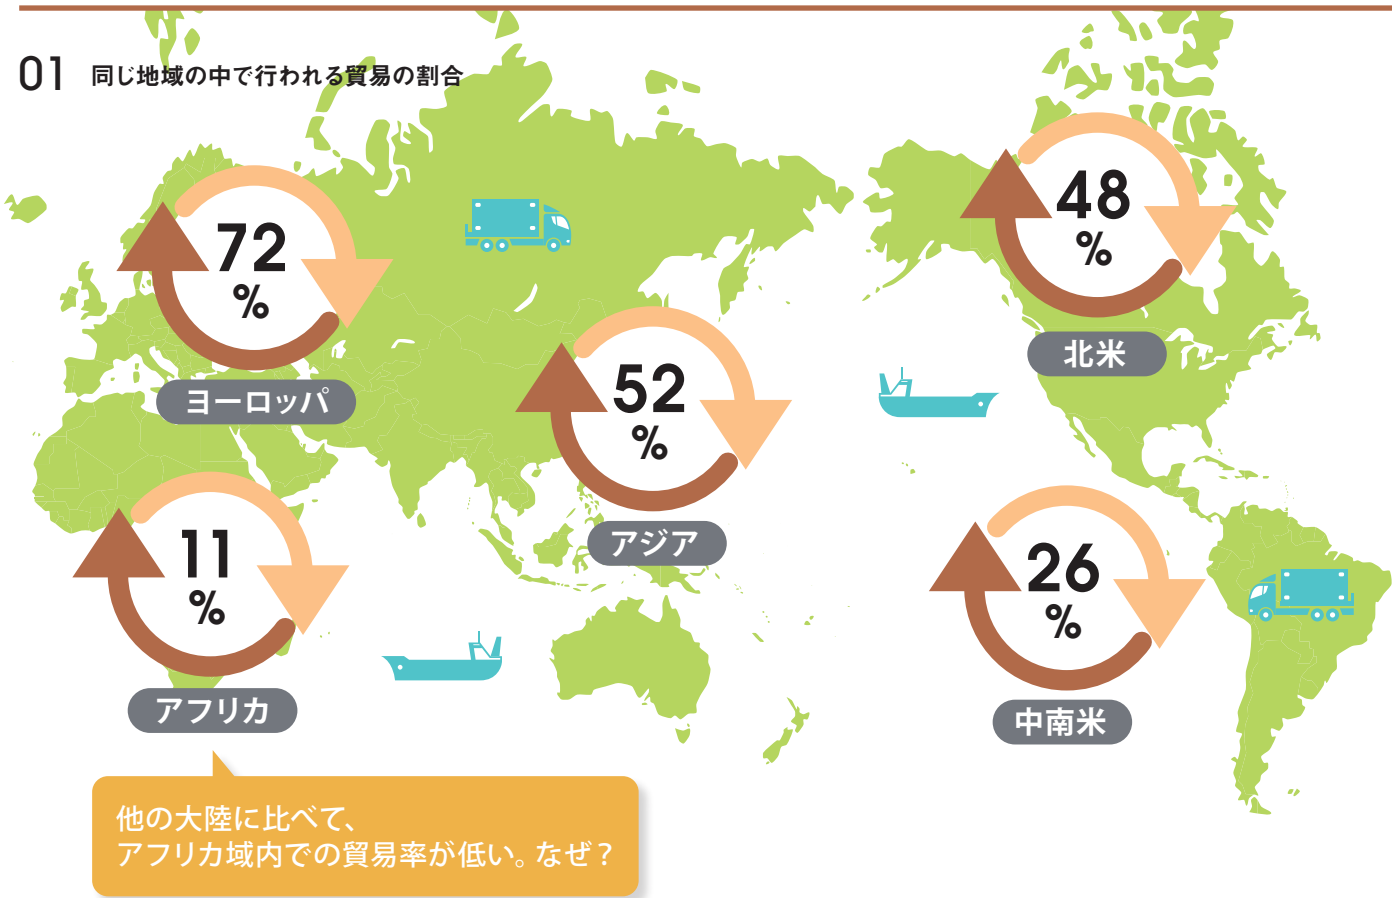 01 同じ地域の中で行われる貿易の割合
72
%
ヨーロッパ
48
%
北米
52
%
アジア
11
%
アフリカ
26
%
中南米
他の大陸に比べて、
アフリカ域内での貿易率が低い。なぜ？